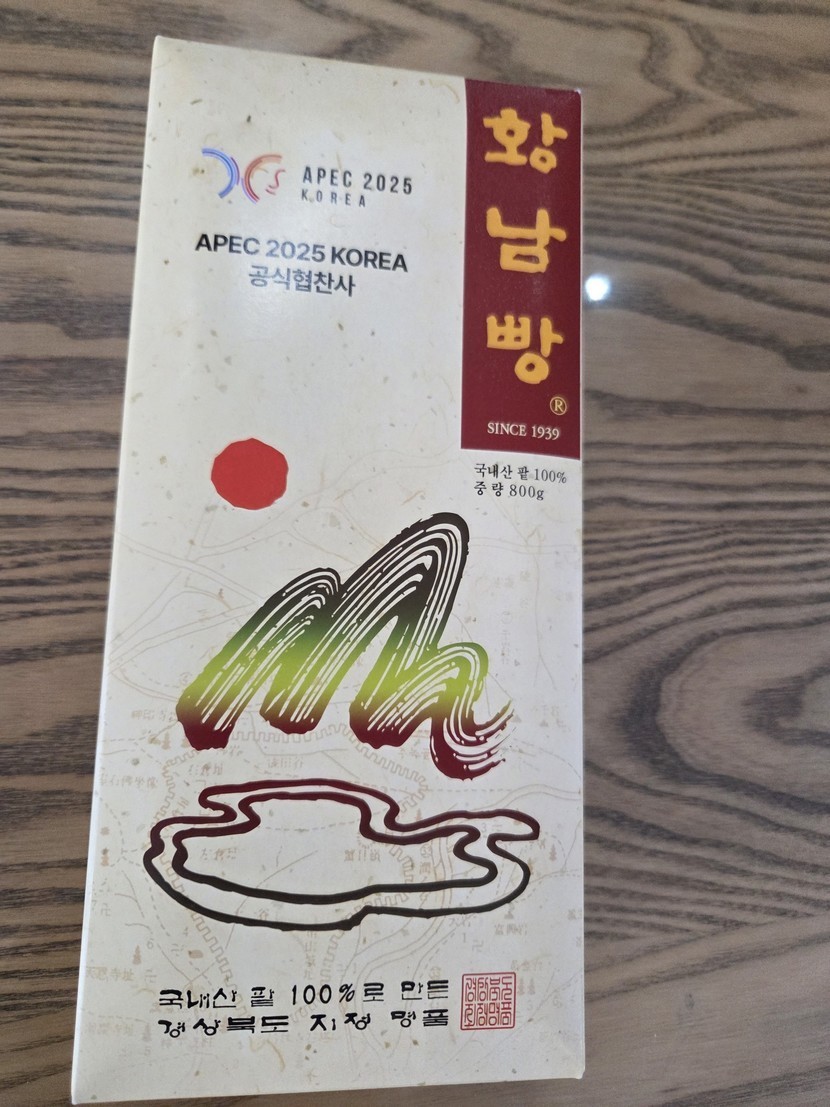 APEC 2025
KOREA
APEC 2025 KOREA
공식협찬사
황남빵
®
SINCE 1939
국내산 팥 100%
중량 800g
국내산 팥 100%로 만든
경상북도 지정 명품